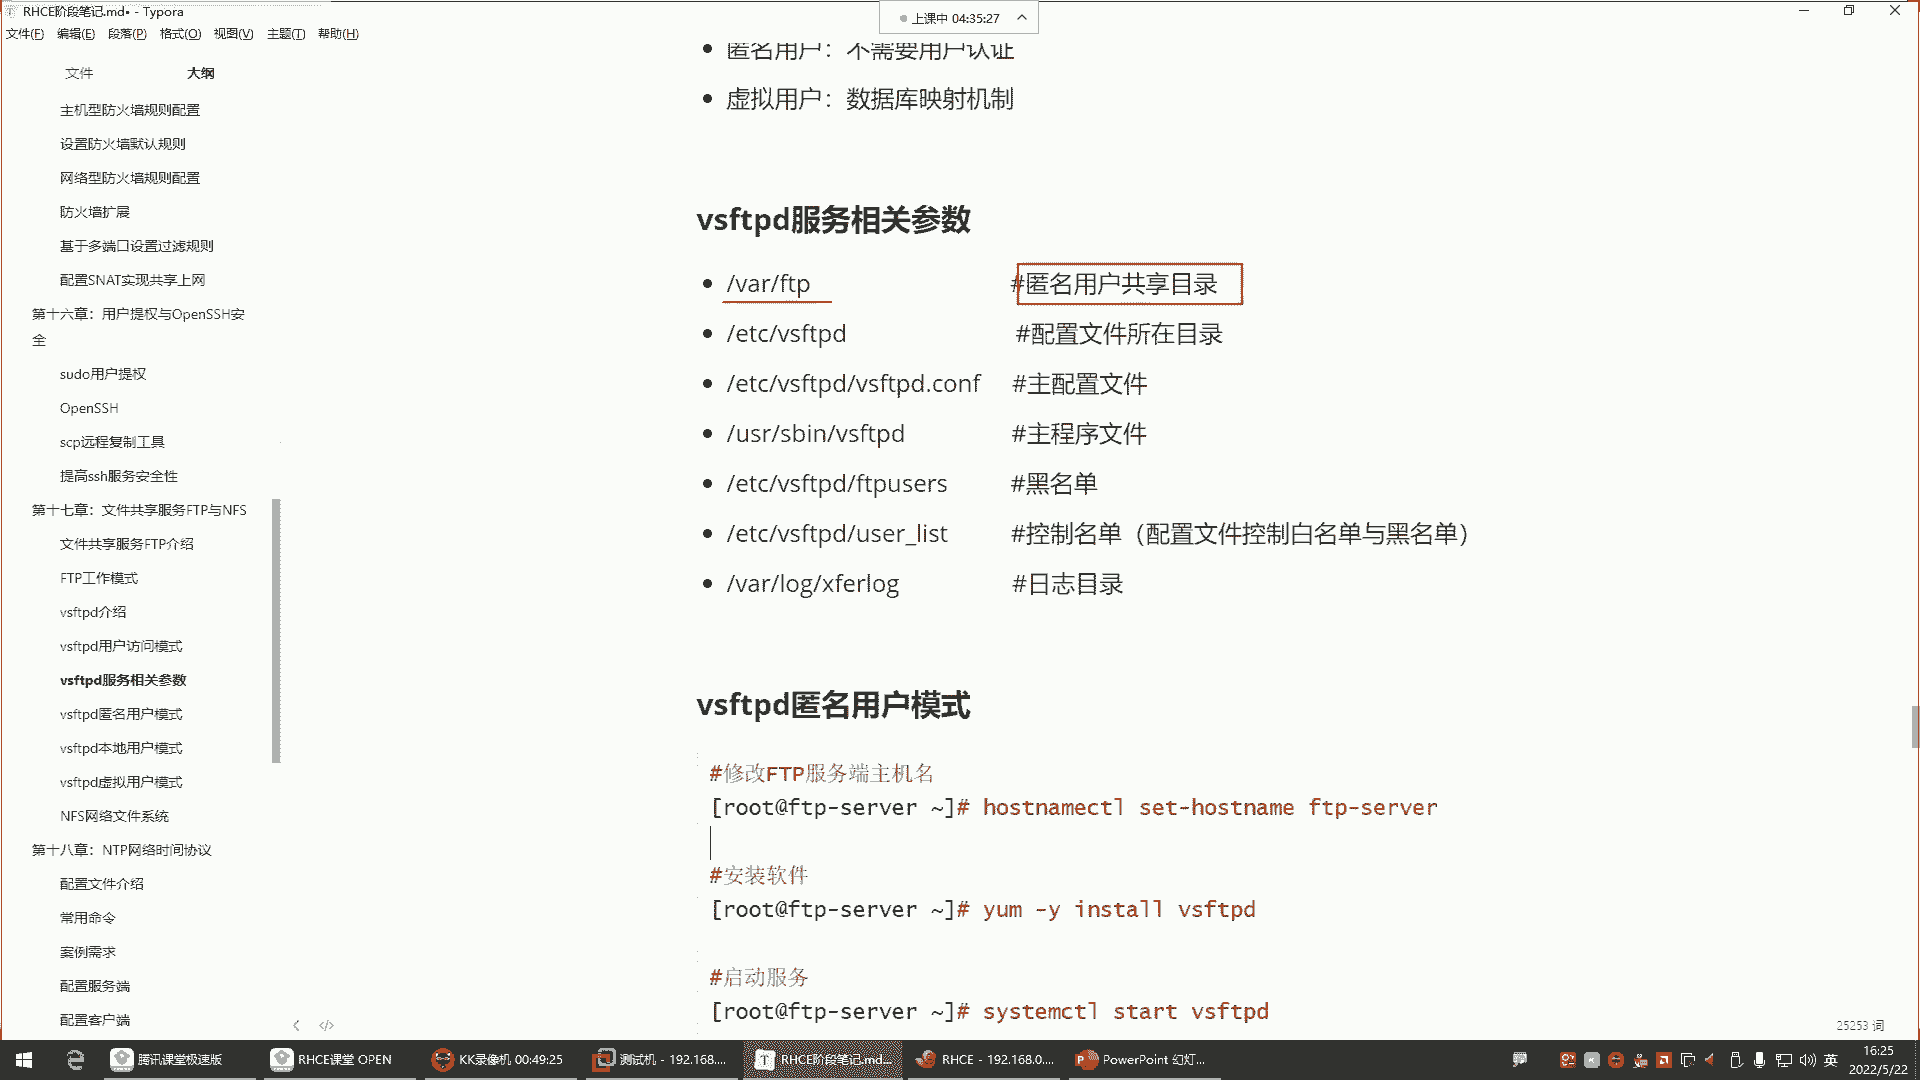 RHCE阶段笔记.md• - Typora
上课中 04:35:27
文件(F) 编辑(E) 段落(P) 格式(O) 视图(V) 主题(T) 帮助(H)
文件 大纲
主机型防火墙规则配置
设置防火墙默认规则
网络型防火墙规则配置
防火墙扩展
基于多端口设置过滤规则
配置SNAT实现共享上网
第十六章：用户提权与OpenSSH安
全
sudo用户提权
OpenSSH
scp远程复制工具
提高ssh服务安全性
第十七章：文件共享服务FTP与NFS
文件共享服务FTP介绍
FTP工作模式
vsftpd介绍
vsftpd用户访问模式
vsftpd服务相关参数
vsftpd匿名用户模式
vsftpd本地用户模式
vsftpd虚拟用户模式
NFS网络文件系统
第十八章：NTP网络时间协议
配置文件介绍
常用命令
案例需求
配置服务端
配置客户端
匿名用户：不需要用户认证
虚拟用户：数据库映射机制
vsftpd服务相关参数
/var/ftp #匿名用户共享目录
/etc/vsftpd #配置文件所在目录
/etc/vsftpd/vsftpd.conf #主配置文件
/usr/sbin/vsftpd #主程序文件
/etc/vsftpd/ftpusers #黑名单
/etc/vsftpd/user_list #控制名单（配置文件控制白名单与黑名单）
/var/log/xferlog #日志目录
vsftpd匿名用户模式
#修改FTP服务端主机名
[root@ftp-server ~]# hostnamectl set-hostname ftp-server
#安装软件
[root@ftp-server ~]# yum -y install vsftpd
#启动服务
[root@ftp-server ~]# systemctl start vsftpd
25253 词
腾讯课堂极速版
RHCE课堂 OPEN
KK录像机 00:49:25
测试机 - 192.168....
RHCE阶段笔记.md...
RHCE - 192.168.0....
PowerPoint 幻灯...
英
16:25
2022/5/22